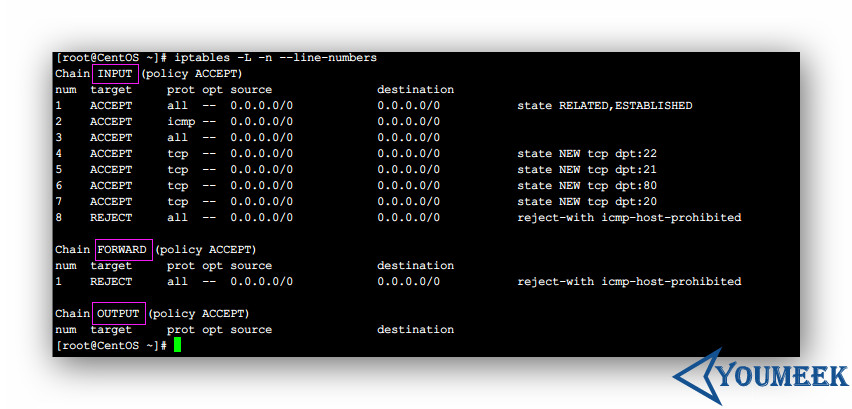 [root@CentOS ~]# iptables -L -n --line-numbers
Chain INPUT (policy ACCEPT)
num target prot opt source destination
1 ACCEPT all -- 0.0.0.0/0 0.0.0.0/0 state RELATED,ESTABLISHED
2 ACCEPT icmp -- 0.0.0.0/0 0.0.0.0/0
3 ACCEPT all -- 0.0.0.0/0 0.0.0.0/0
4 ACCEPT tcp -- 0.0.0.0/0 0.0.0.0/0 state NEW tcp dpt:22
5 ACCEPT tcp -- 0.0.0.0/0 0.0.0.0/0 state NEW tcp dpt:21
6 ACCEPT tcp -- 0.0.0.0/0 0.0.0.0/0 state NEW tcp dpt:80
7 ACCEPT tcp -- 0.0.0.0/0 0.0.0.0/0 state NEW tcp dpt:20
8 REJECT all -- 0.0.0.0/0 0.0.0.0/0 reject-with icmp-host-prohibited
Chain FORWARD (policy ACCEPT)
num target prot opt source destination
1 REJECT all -- 0.0.0.0/0 0.0.0.0/0 reject-with icmp-host-prohibited
Chain OUTPUT (policy ACCEPT)
num target prot opt source destination
[root@CentOS ~]#
YOUMEEK